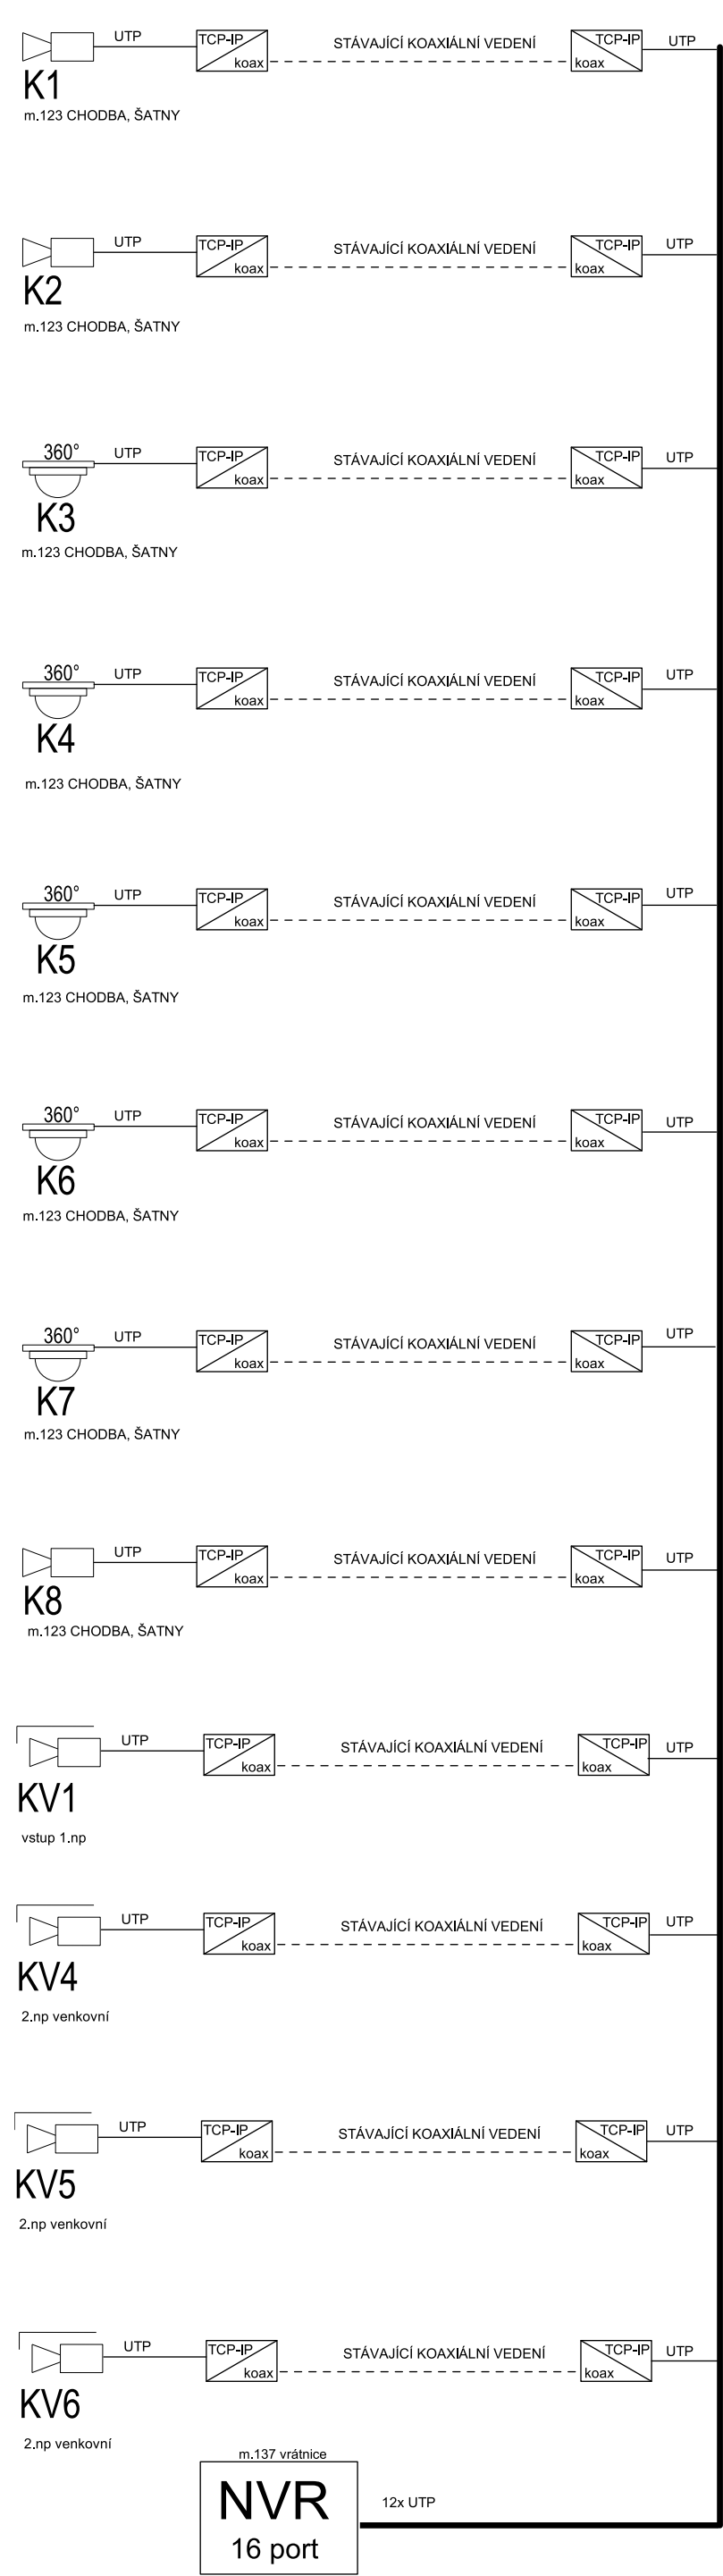 UTP TCP-IP koax STÁVAJÍCÍ KOAXIÁLNÍ VEDENÍ TCP-IP koax UTP
K1
m.123 CHODBA, ŠATNY
UTP TCP-IP koax STÁVAJÍCÍ KOAXIÁLNÍ VEDENÍ TCP-IP koax UTP
K2
m.123 CHODBA, ŠATNY
360° UTP TCP-IP koax STÁVAJÍCÍ KOAXIÁLNÍ VEDENÍ TCP-IP koax UTP
K3
m.123 CHODBA, ŠATNY
360° UTP TCP-IP koax STÁVAJÍCÍ KOAXIÁLNÍ VEDENÍ TCP-IP koax UTP
K4
m.123 CHODBA, ŠATNY
360° UTP TCP-IP koax STÁVAJÍCÍ KOAXIÁLNÍ VEDENÍ TCP-IP koax UTP
K5
m.123 CHODBA, ŠATNY
360° UTP TCP-IP koax STÁVAJÍCÍ KOAXIÁLNÍ VEDENÍ TCP-IP koax UTP
K6
m.123 CHODBA, ŠATNY
360° UTP TCP-IP koax STÁVAJÍCÍ KOAXIÁLNÍ VEDENÍ TCP-IP koax UTP
K7
m.123 CHODBA, ŠATNY
UTP TCP-IP koax STÁVAJÍCÍ KOAXIÁLNÍ VEDENÍ TCP-IP koax UTP
K8
m.123 CHODBA, ŠATNY
UTP TCP-IP koax STÁVAJÍCÍ KOAXIÁLNÍ VEDENÍ TCP-IP koax UTP
KV1
vstup 1.np
UTP TCP-IP koax STÁVAJÍCÍ KOAXIÁLNÍ VEDENÍ TCP-IP koax UTP
KV4
2.np venkovní
UTP TCP-IP koax STÁVAJÍCÍ KOAXIÁLNÍ VEDENÍ TCP-IP koax UTP
KV5
2.np venkovní
UTP TCP-IP koax STÁVAJÍCÍ KOAXIÁLNÍ VEDENÍ TCP-IP koax UTP
KV6
2.np venkovní
m.137 vrátnice
NVR
16 port
12x UTP